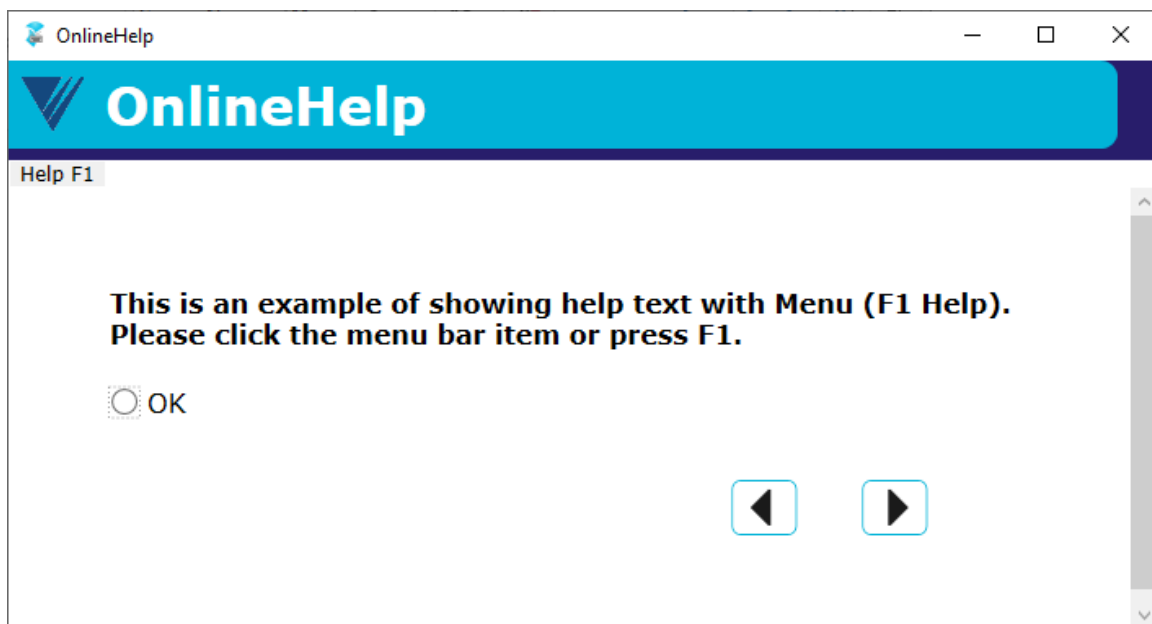 OnlineHelp
OnlineHelp
Help F1
This is an example of showing help text with Menu (F1 Help).
Please click the menu bar item or press F1.
OK